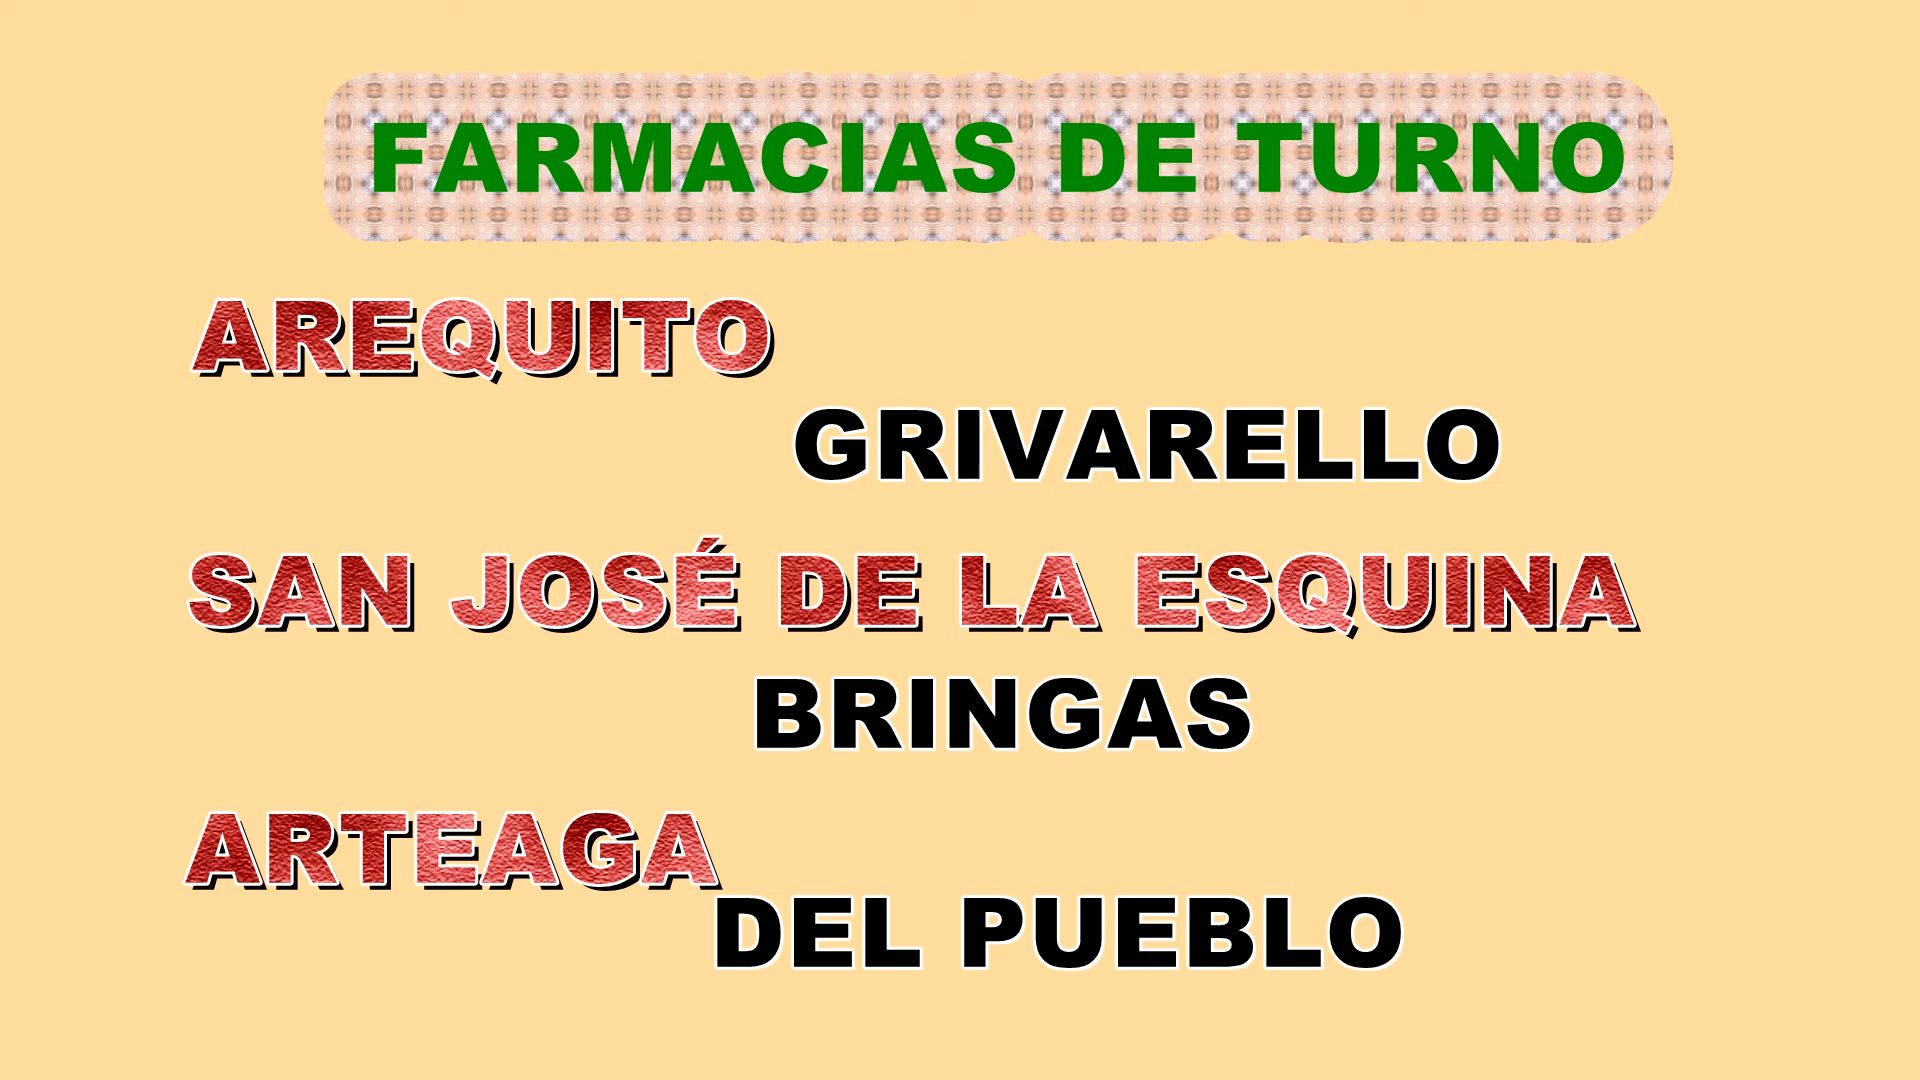 FARMACIAS DE TURNO
AREQUITO
GRIVARELLO
SAN JOSÉ DE LA ESQUINA
BRINGAS
ARTEAGA
DEL PUEBLO